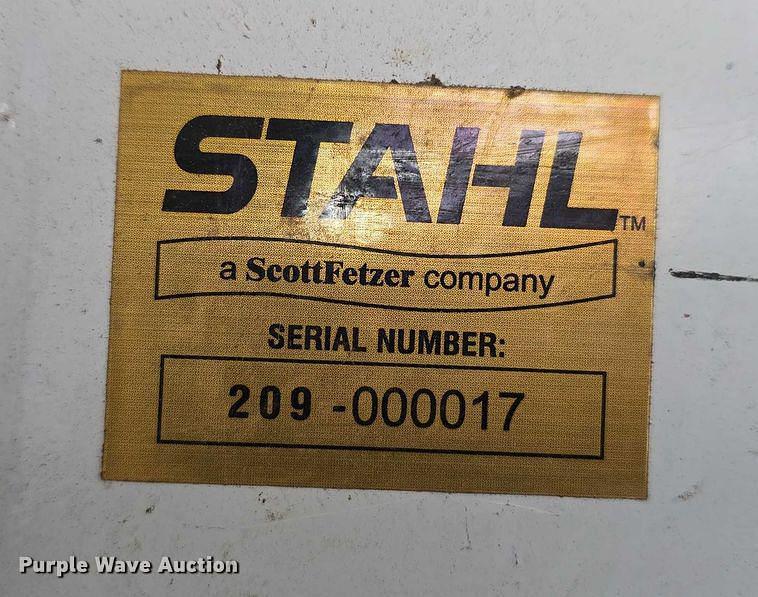 STAHL™
a ScottFetzer company
SERIAL NUMBER:
209 -000017
Purple Wave Auction